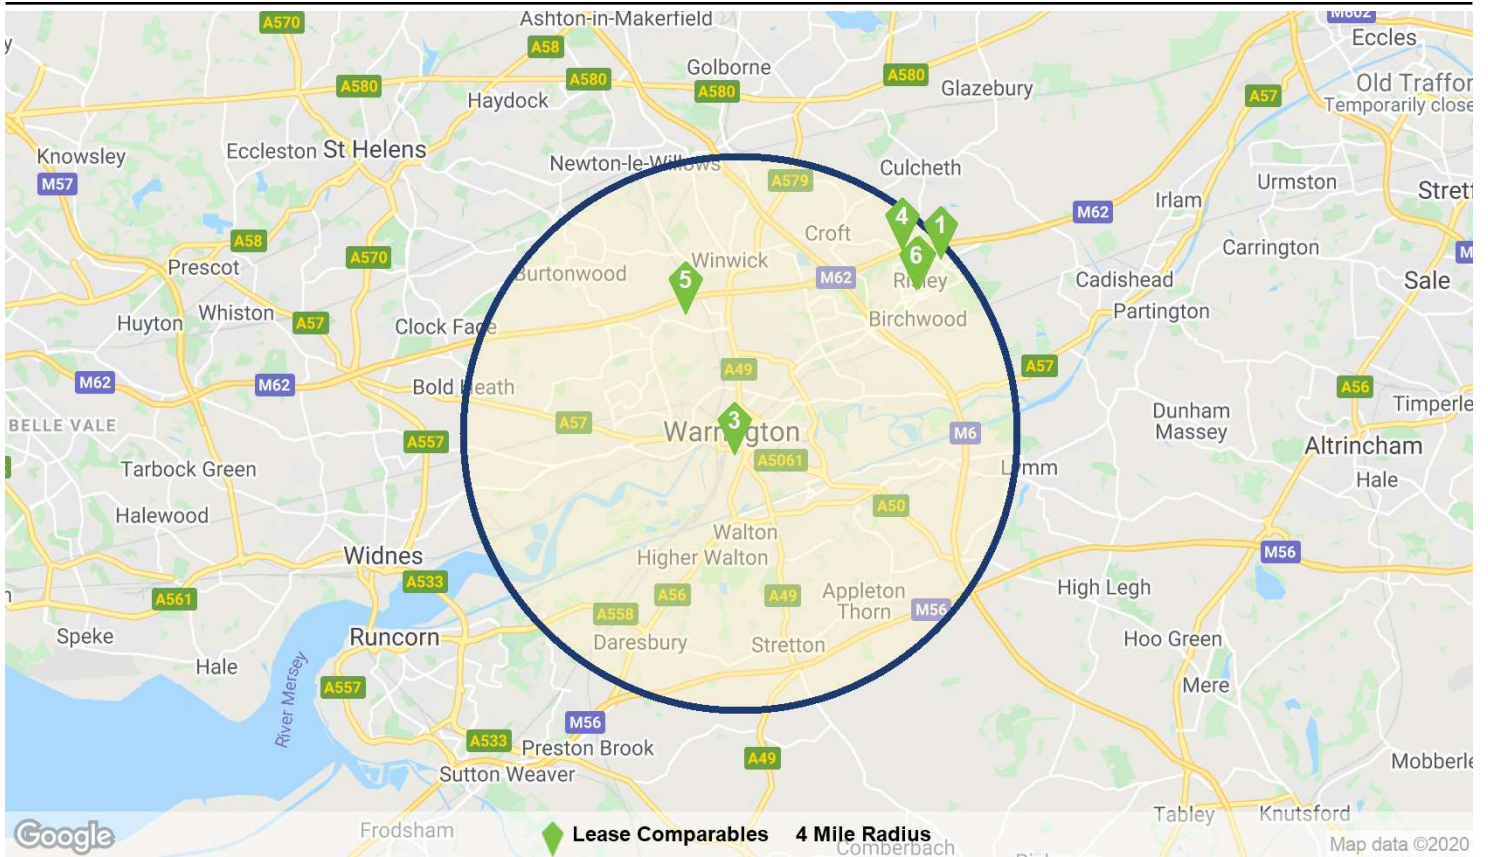 A570
Ashton-in-Makerfield
M602
Eccles
A58
Golborne
A580
A580
A580
A580
Haydock
Glazebury
A57
Old Traffor
Temporarily close
Knowsley
M57
Eccleston
St Helens
Newton-le-Willows
A579
Culcheth
Urmston
Stretf
Irlam
M62
4
1
Croft
A58
A570
Prescot
Winwick
Burtonwood
6
M62
5
Carrington
Cadishead
Sale
Partington
Huyton
Whiston
A57
Clock Face
Birchwood
M62
M62
Bold Heath
A49
A57
A56
Timperle
Dunham
Massey
BELLE VALE
A557
A57
3
Warrington
A5061
M6
Altrincham
Hale
Tarbock Green
Lymm
Halewood
A50
Walton
Higher Walton
Widnes
A533
M56
A561
A56
A49
Appleton
Thorn
M56
High Legh
Speke
Runcorn
A558
Daresbury
Stretton
Hoo Green
Hale
A557
River Mersey
Mere
M56
A533
Preston Brook
A49
Sutton Weaver
Mobberle
Tabley
Knutsford
Google
Frodsham
Lease Comparables 4 Mile Radius
Comberbach
Map data ©2020